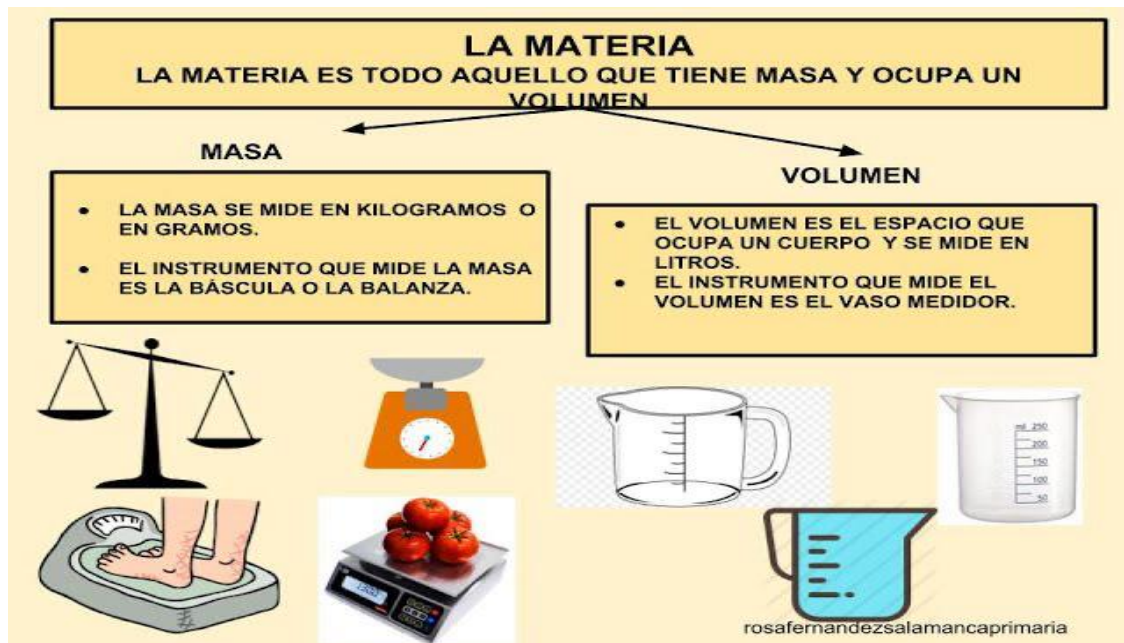 LA MATERIA
LA MATERIA ES TODO AQUELLO QUE TIENE MASA Y OCUPA UN
VOLUMEN
MASA
● LA MASA SE MIDE EN KILOGRAMOS O
EN GRAMOS.
● EL INSTRUMENTO QUE MIDE LA MASA
ES LA BÁSCULA O LA BALANZA.
VOLUMEN
● EL VOLUMEN ES EL ESPACIO QUE
OCUPA UN CUERPO Y SE MIDE EN
LITROS.
● EL INSTRUMENTO QUE MIDE EL
VOLUMEN ES EL VASO MEDIDOR.
ml 250
200
150
100
50
rosafernandezsalamancaprimaria